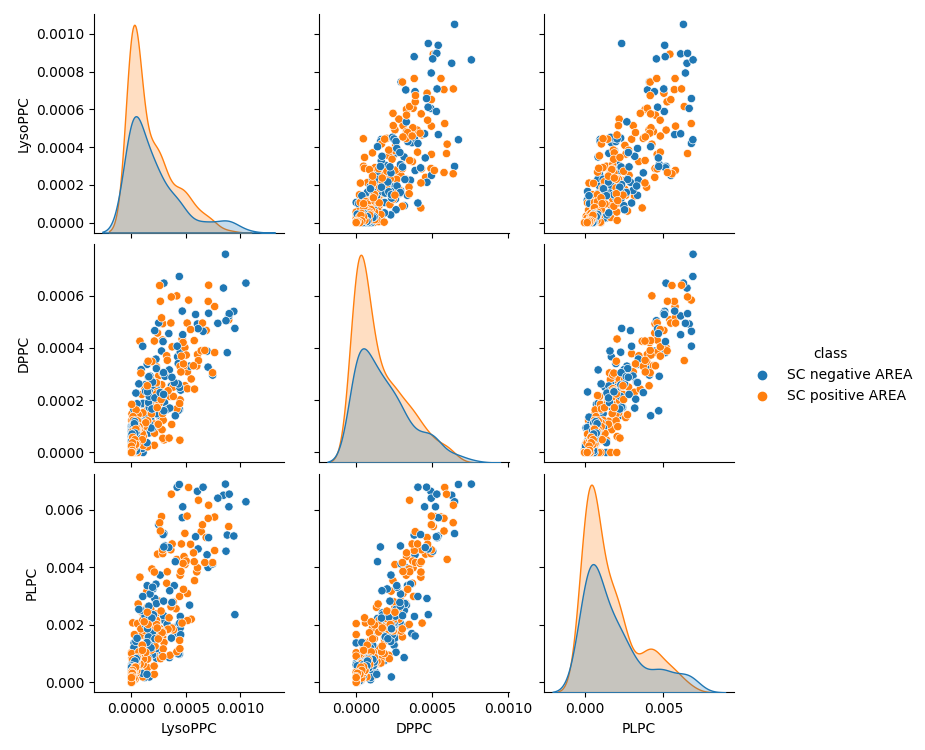 0.0010
0.0008
0.0006
0.0004
0.0002
0.0000
LysoPPC
0.0006
0.0004
0.0002
0.0000
DPPC
class
SC negative AREA
SC positive AREA
0.006
0.004
0.002
0.000
PLPC
0.0000 0.0005 0.0010
LysoPPC
0.0000 0.0005 0.0010
DPPC
0.000 0.005
PLPC